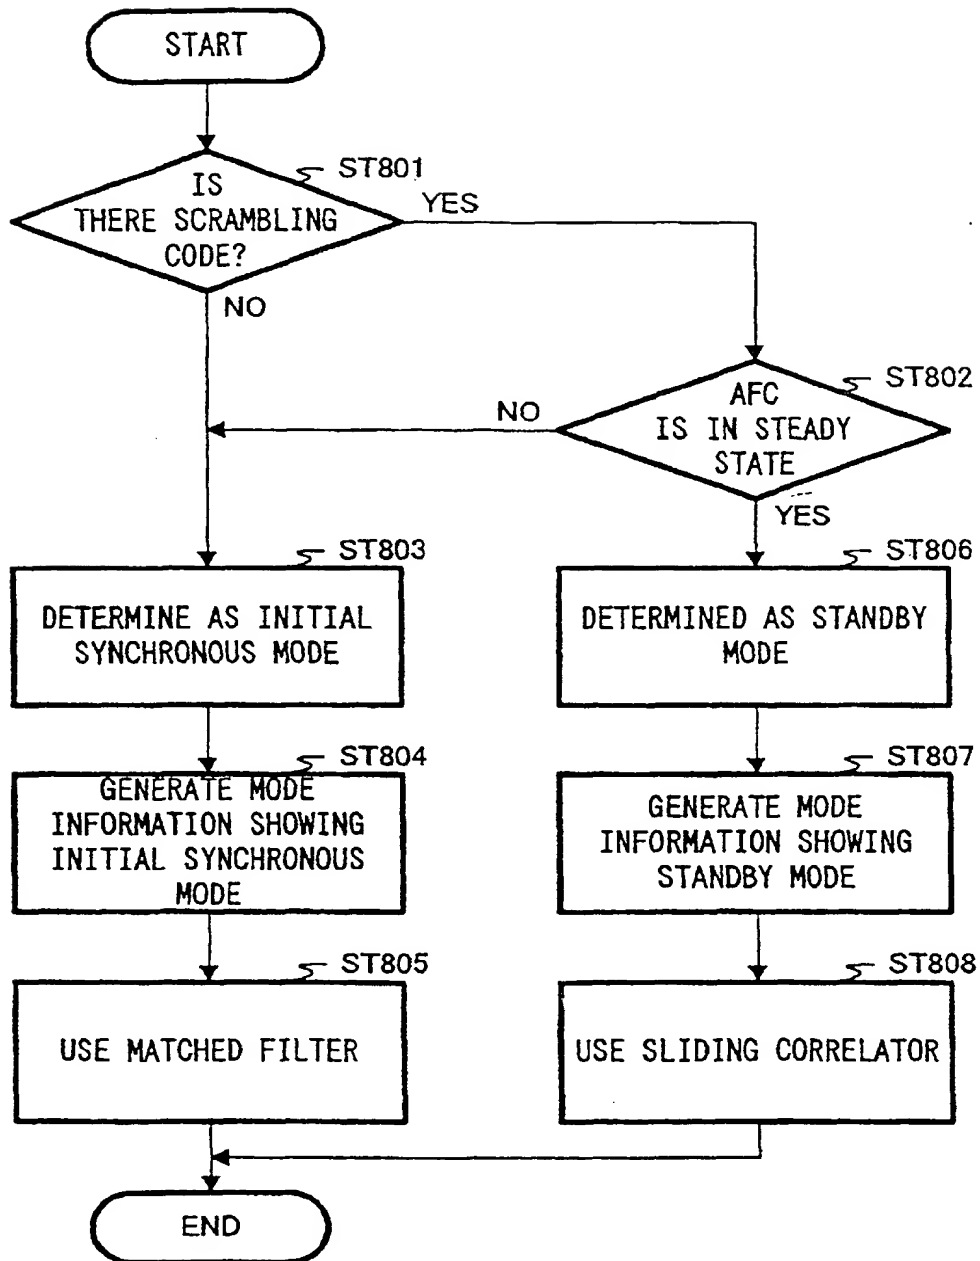 START
ST801
IS
THERE SCRAMBLING
CODE?
YES
NO
ST802
AFC
IS IN STEADY
STATE
NO
YES
ST803
DETERMINE AS INITIAL
SYNCHRONOUS MODE
ST806
DETERMINED AS STANDBY
MODE
ST804
GENERATE MODE
INFORMATION SHOWING
INITIAL SYNCHRONOUS
MODE
ST807
GENERATE MODE
INFORMATION SHOWING
STANDBY MODE
ST805
USE MATCHED FILTER
ST808
USE SLIDING CORRELATOR
END